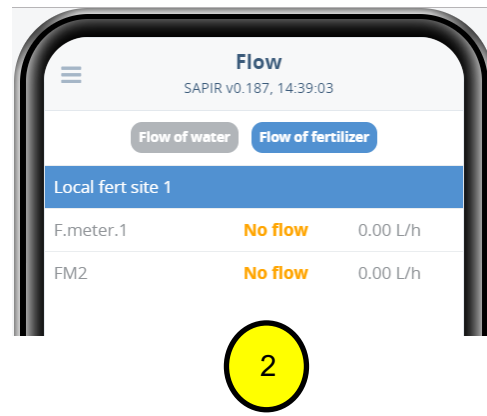 Flow
SAPIR v0.187, 14:39:03
Flow of water Flow of fertilizer
Local fert site 1
F.meter.1 No flow 0.00 L/h
FM2 No flow 0.00 L/h
2